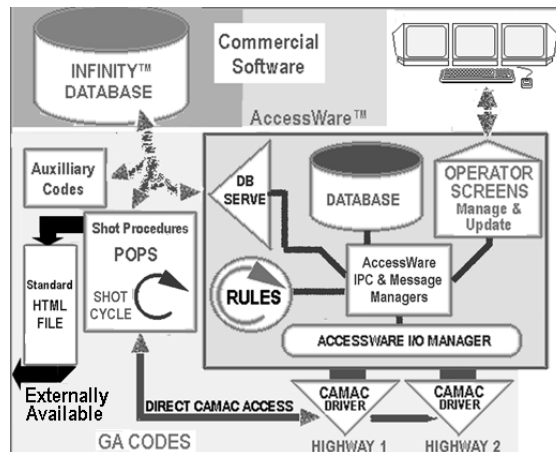 INFINITY™
DATABASE
Commercial
Software
AccessWare™
Auxilliary
Codes
DB
SERVE
DATABASE
OPERATOR
SCREENS
Manage &
Update
Shot Procedures
POPS
SHOT
CYCLE
Standard
HTML
FILE
RULES
AccessWare
IPC & Message
Managers
ACCESSWARE I/O MANAGER
Externally
Available
DIRECT CAMAC ACCESS
CAMAC
DRIVER
CAMAC
DRIVER
GA CODES
HIGHWAY 1
HIGHWAY 2